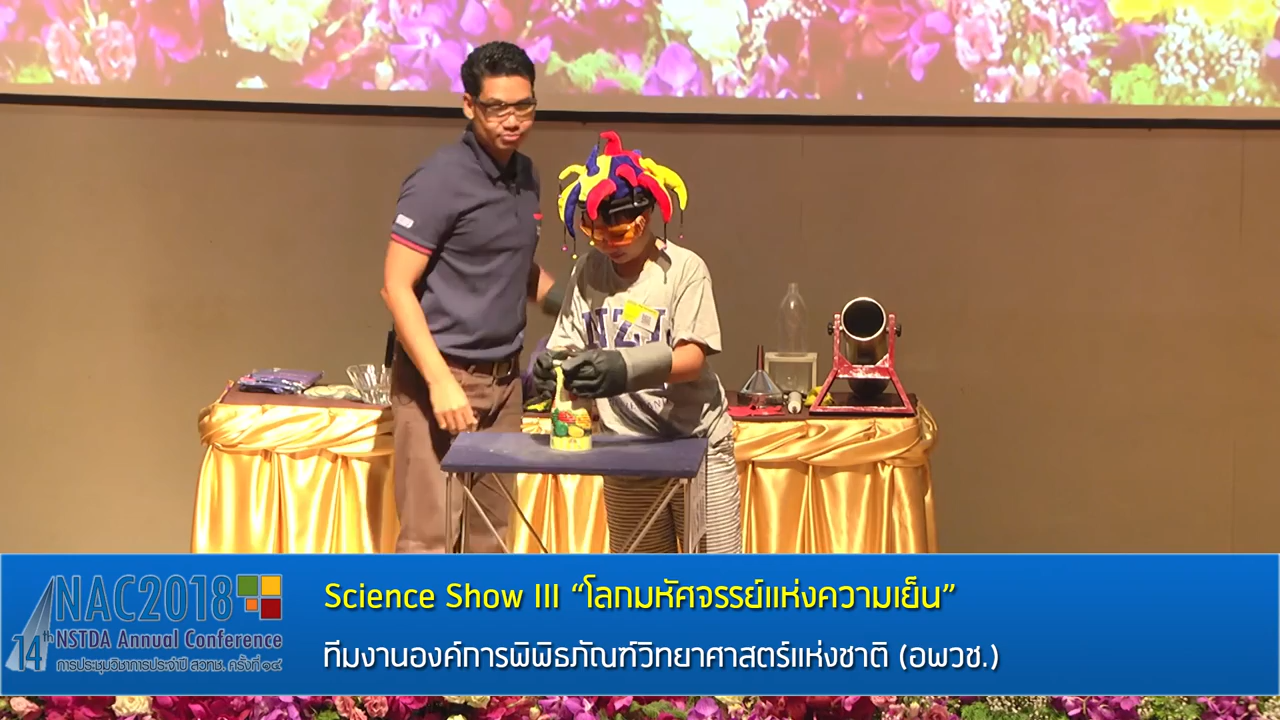 NZX
NAC2018
14th NSTDA Annual Conference
การประชุมวิชาการประจำปี สวทช. ครั้งที่ ๑๔
Science Show III “โลกมหัศจรรย์แห่งความเย็น”
ทีมงานองค์การพิพิธภัณฑ์วิทยาศาสตร์แห่งชาติ (อพวช.)